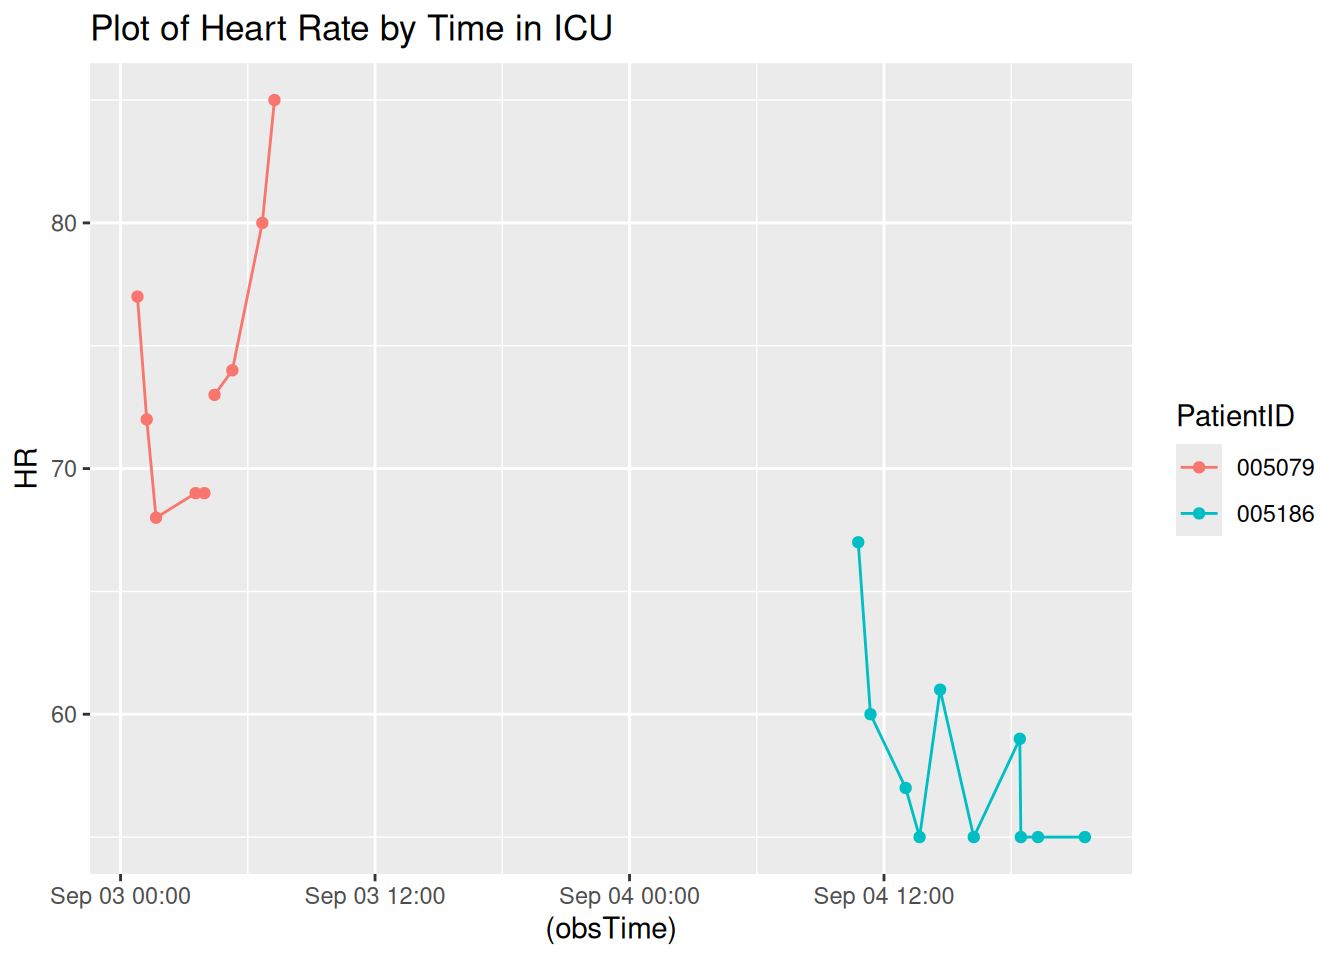 Plot of Heart Rate by Time in ICU
80
70
60
HR
Sep 03 00:00
Sep 03 12:00
Sep 04 00:00
Sep 04 12:00
(obsTime)
PatientID
005079
005186